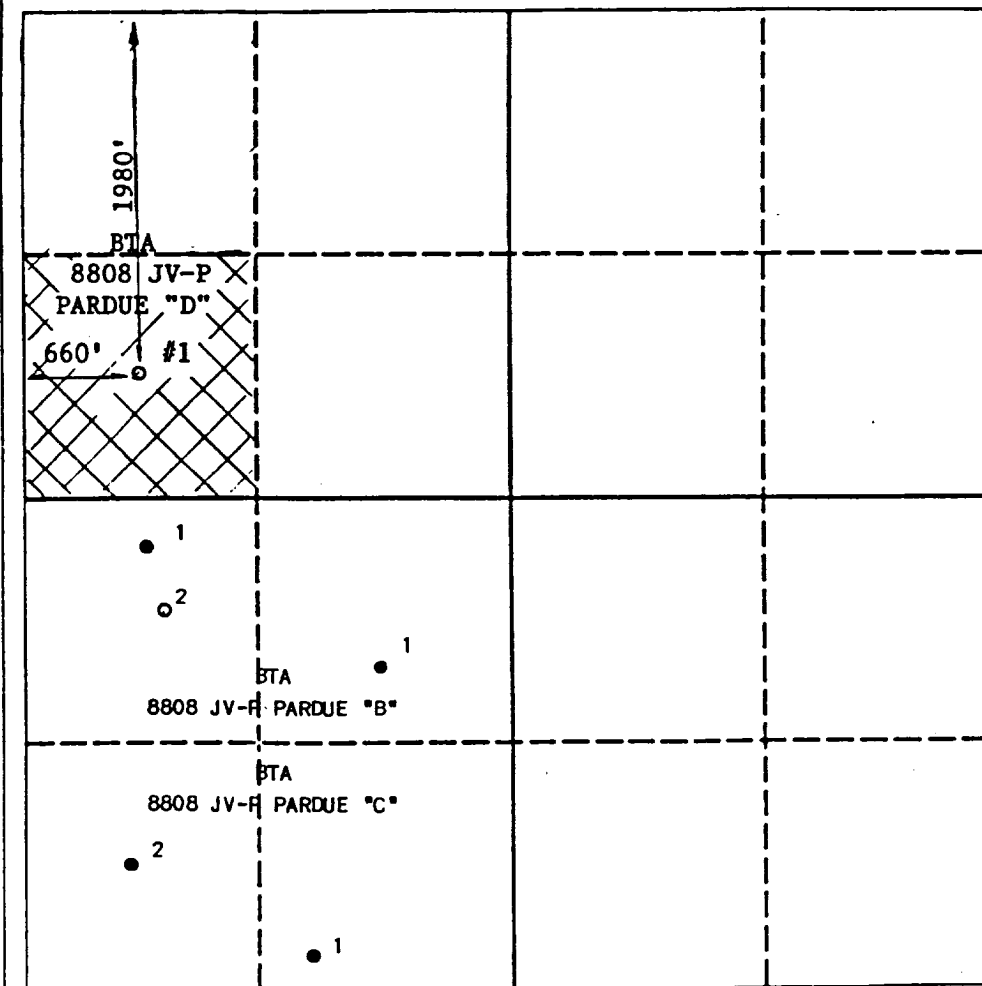 1980'
BTA
8808 JV-P
PARDUE "D"
660' #1
1
2
1
BTA
8808 JV-P PARDUE "B"
BTA
8808 JV-P PARDUE "C"
2
1